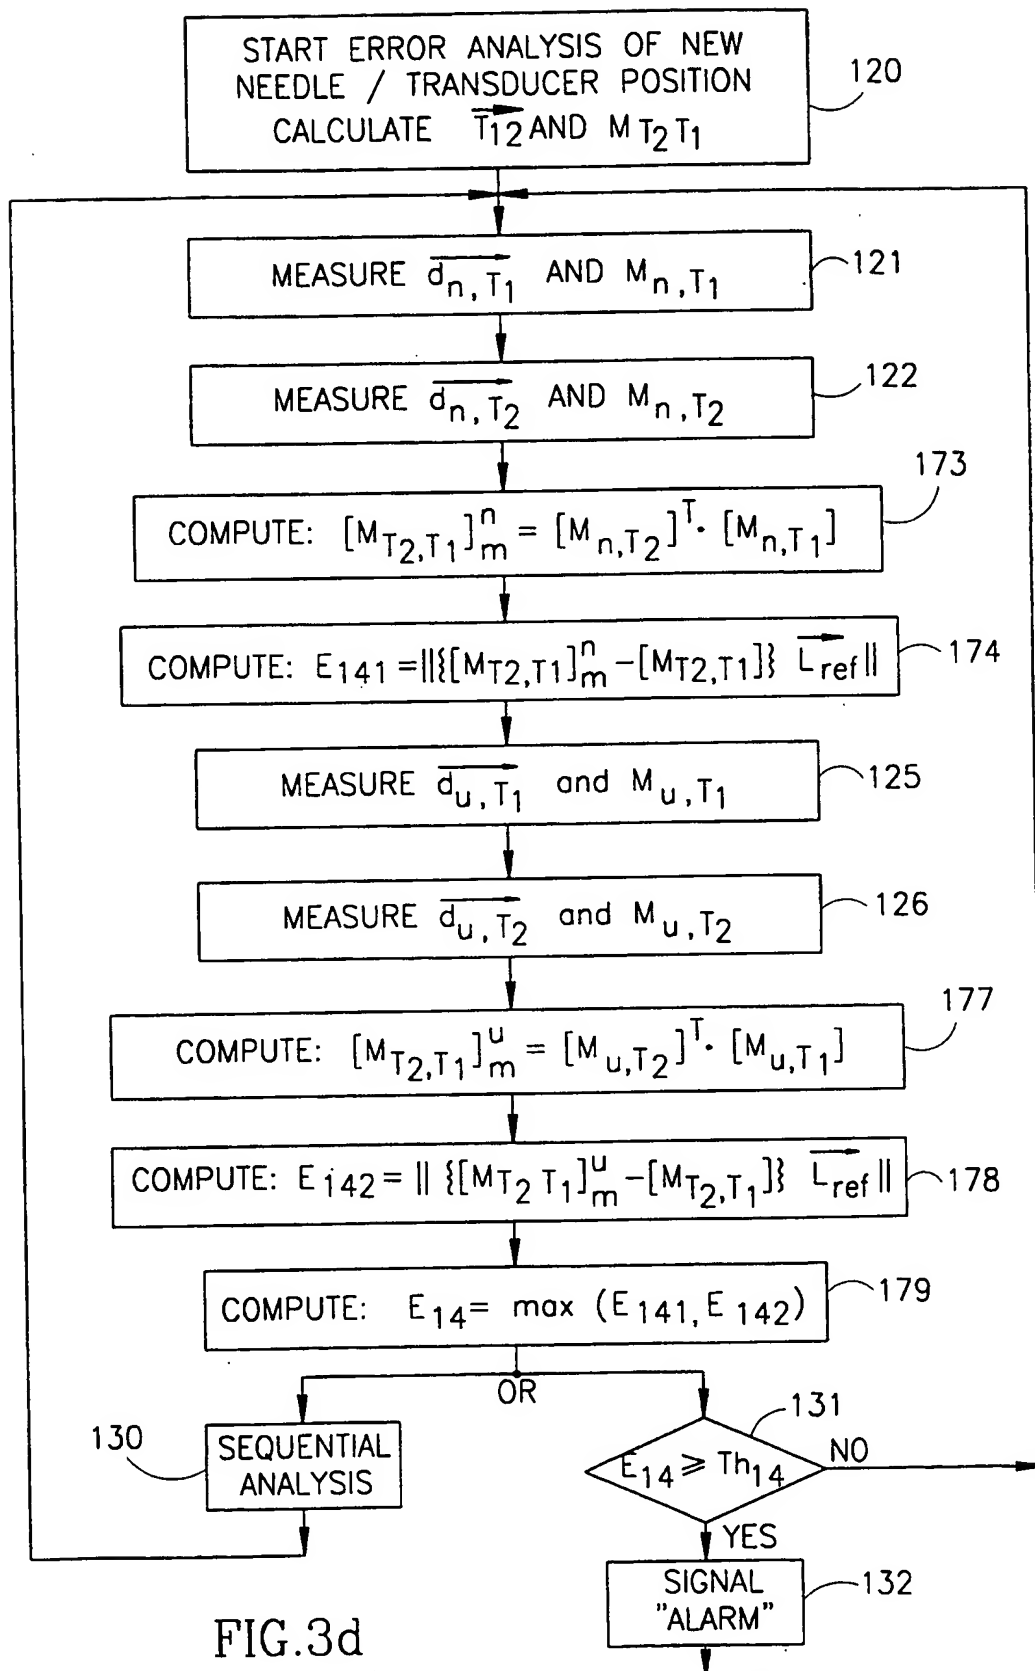 START ERROR ANALYSIS OF NEW
NEEDLE / TRANSDUCER POSITION
CALCULATE T12 AND M T2 T1
120
MEASURE dn, T1 AND Mn, T1
121
MEASURE dn, T2 AND Mn, T2
122
173
COMPUTE: [MT2,T1]nm = [Mn,T2]T· [Mn,T1]
COMPUTE: E141 =||{[MT2,T1]nm-[MT2,T1]} Lref||
174
MEASURE du, T1 and Mu, T1
125
MEASURE du, T2 and Mu, T2
126
177
COMPUTE: [MT2,T1]um = [Mu,T2]T· [Mu,T1]
COMPUTE: E142 = || {[MT2 T1]um-[MT2,T1]} Lref||
178
COMPUTE: E14= max (E141, E142)
179
OR
130
SEQUENTIAL
ANALYSIS
131
E14 ⩾ Th14
NO
YES
SIGNAL
"ALARM"
132
FIG.3d